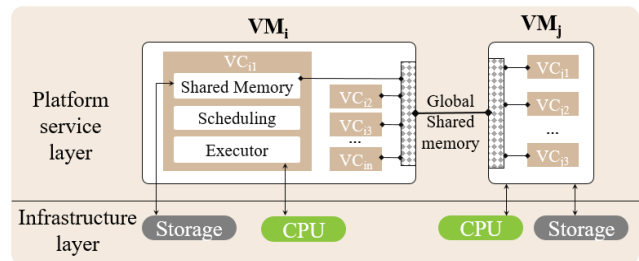 VMi
VMj
Platform
service
layer
VCi1
Shared Memory
Scheduling
Executor
VCi2
VCi3
...
VCin
Global
Shared
memory
VCi1
VCi2
...
VCi3
Infrastructure
layer
Storage
CPU
CPU
Storage